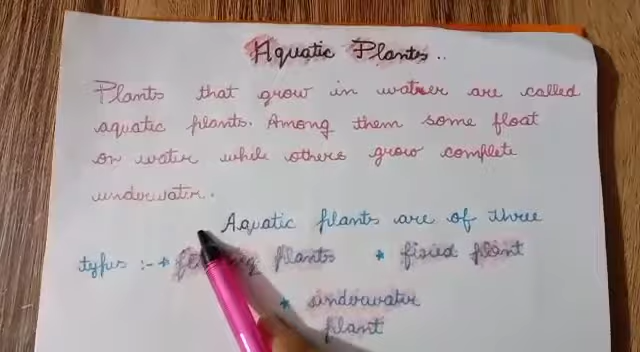 Aquatic Plants..
Plants that grow in water are called
aquatic plants. Among them some float
on water while others grow complete
underwater.
Aquatic plants are of three
types :- * plants * fixed plant
* underwater
plant